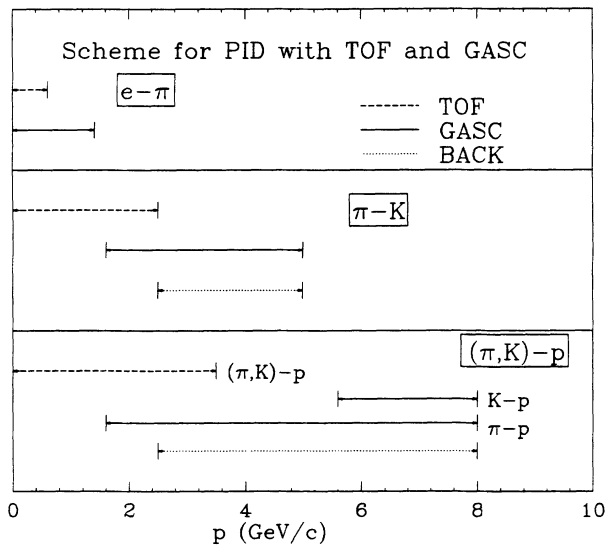 Scheme for PID with TOF and GASC
e-π
TOF
GASC
BACK
π-K
(π,K)-p
(π,K)-p
K-p
π-p
0 2 4 6 8 10
p (GeV/c)